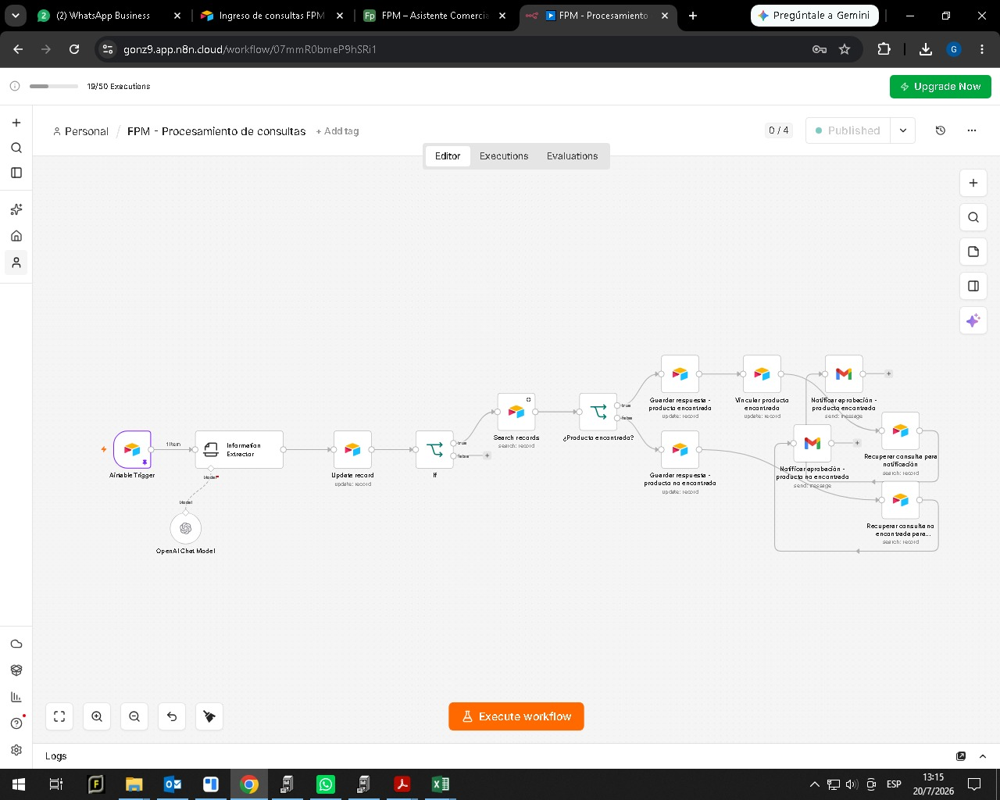 2 (2) WhatsApp Business
Ingreso de consultas FPM
Fp FPM – Asistente Comercia
FPM - Procesamiento
Pregúntale a Gemini
gonz9.app.n8n.cloud/workflow/07mmR0bmeP9hSRi1
G
19/50 Executions
Upgrade Now
Personal / FPM - Procesamiento de consultas + Add tag
0 / 4
Published
Editor Executions Evaluations
Airtable Trigger
1 item
Information Extractor
Model*
Model
OpenAI Chat Model
Update record
update: record
If
true
false
Search records
search: record
¿Producto encontrado?
true
false
Guardar respuesta - producto encontrado
update: record
Vincular producto encontrado
update: record
Notificar aprobación - producto encontrado
send: message
Guardar respuesta - producto no encontrado
update: record
Notificar aprobación - producto no encontrado
send: message
Recuperar consulta para notificación
search: record
Recuperar consulta no encontrada para...
search: record
Execute workflow
Logs
ESP
13:15
20/7/2026